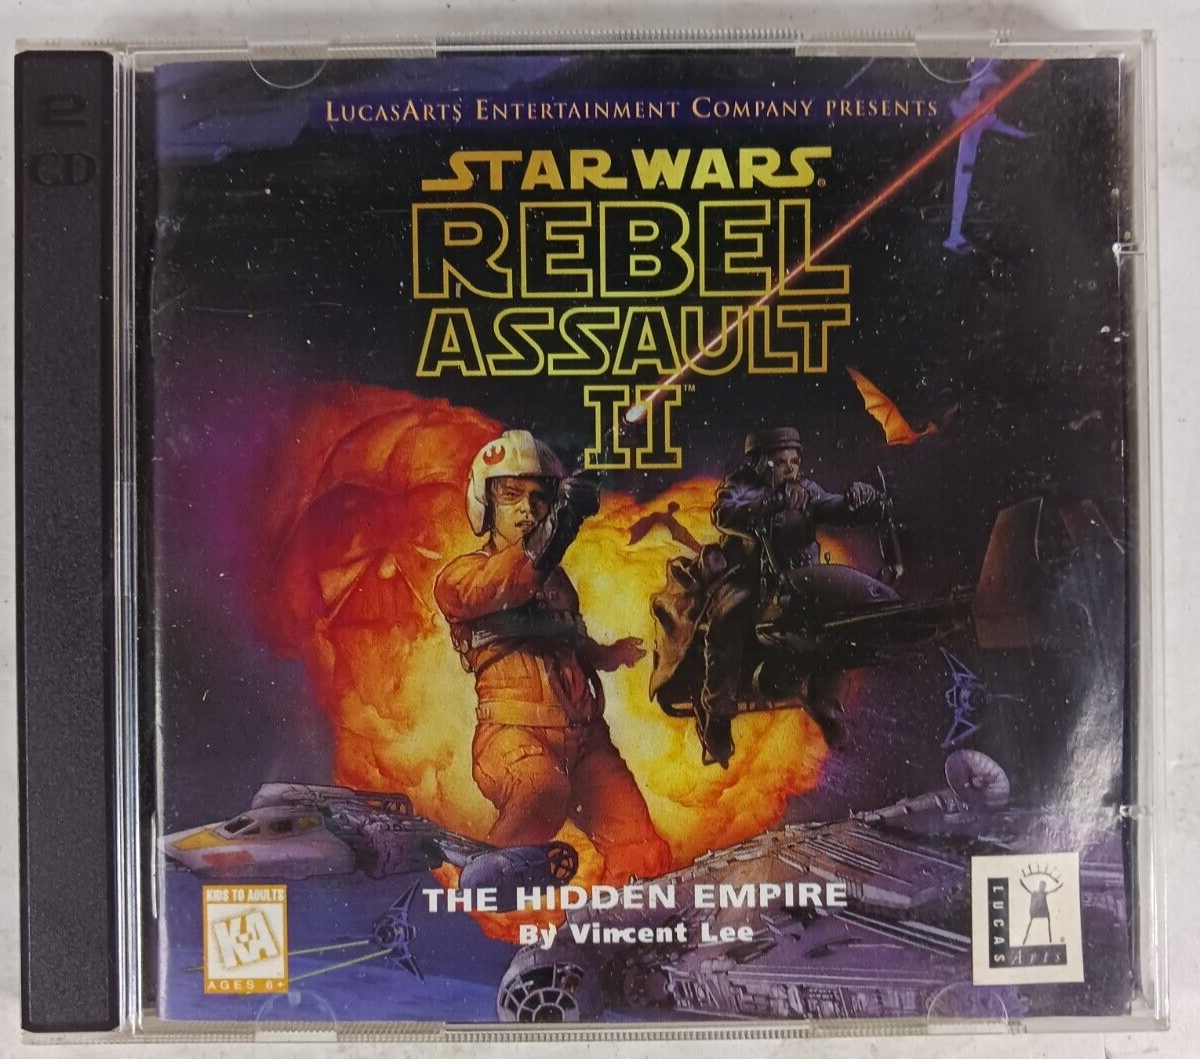 2
CD
LUCASARTS ENTERTAINMENT COMPANY PRESENTS
STAR WARS®
REBEL
ASSAULT
II™
THE HIDDEN EMPIRE
By Vincent Lee
KIDS TO ADULTS
K-A
AGES 6+
LUCAS
Arts